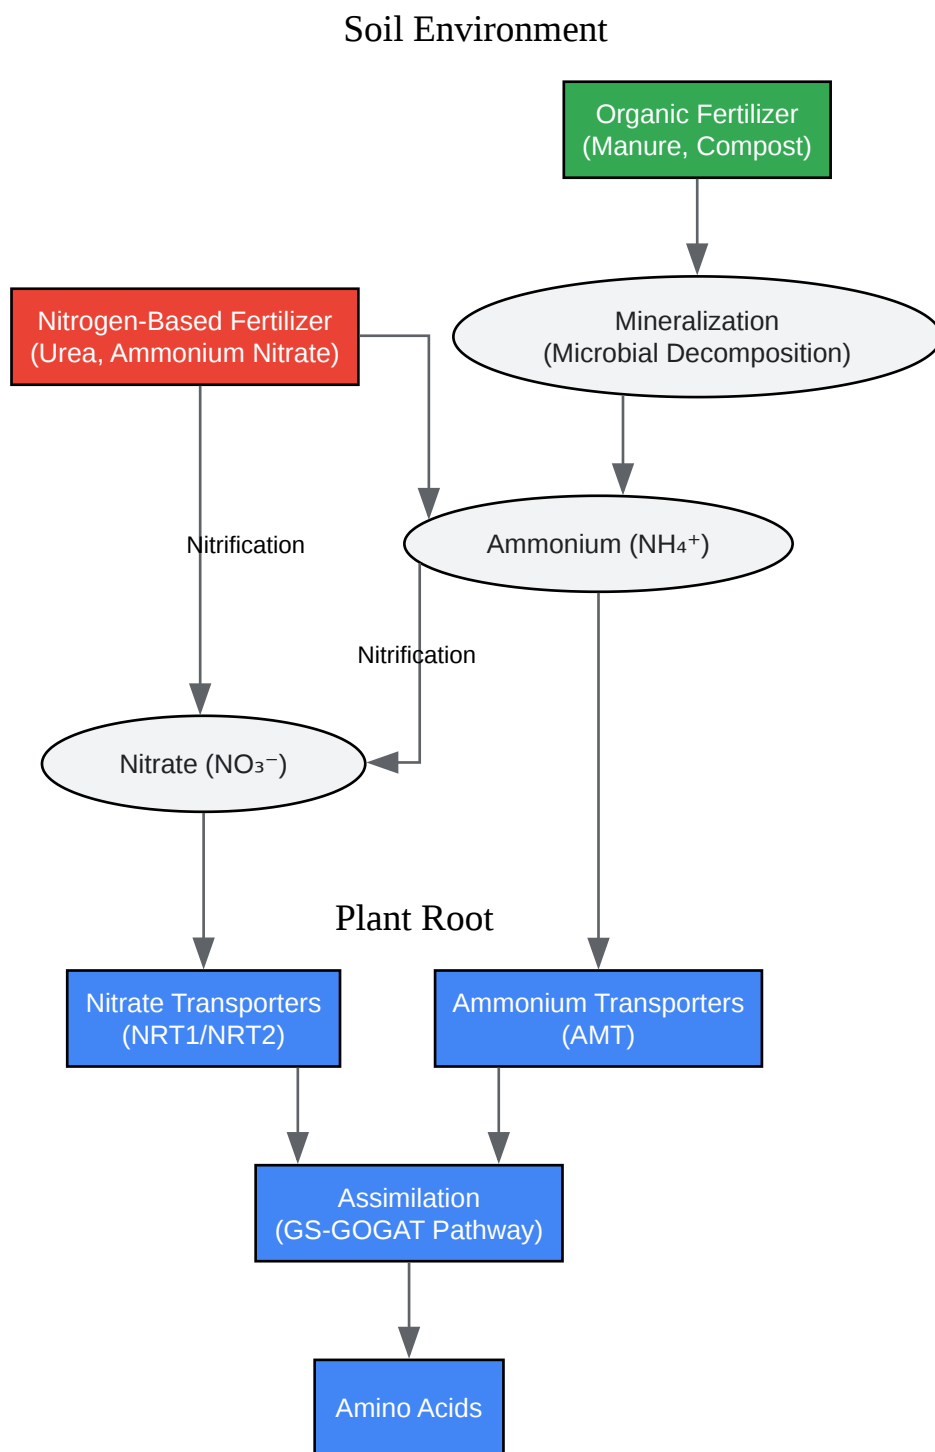 Soil Environment
Organic Fertilizer
(Manure, Compost)
Nitrogen-Based Fertilizer
(Urea, Ammonium Nitrate)
Mineralization
(Microbial Decomposition)
Nitrification
Ammonium (NH₄⁺)
Nitrification
Nitrate (NO₃⁻)
Plant Root
Nitrate Transporters
(NRT1/NRT2)
Ammonium Transporters
(AMT)
Assimilation
(GS-GOGAT Pathway)
Amino Acids